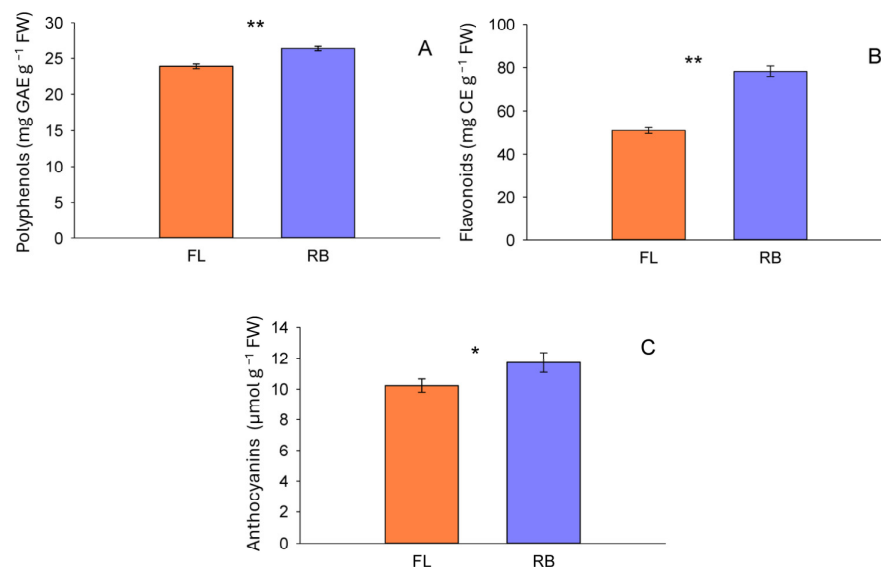 Polyphenols (mg GAE g⁻¹ FW)
30
25
20
15
10
5
0
**
A
FL RB
Flavonoids (mg CE g⁻¹ FW)
100
80
60
40
20
0
**
B
FL RB
Anthocyanins (µmol g⁻¹ FW)
14
12
10
8
6
4
2
0
*
C
FL RB